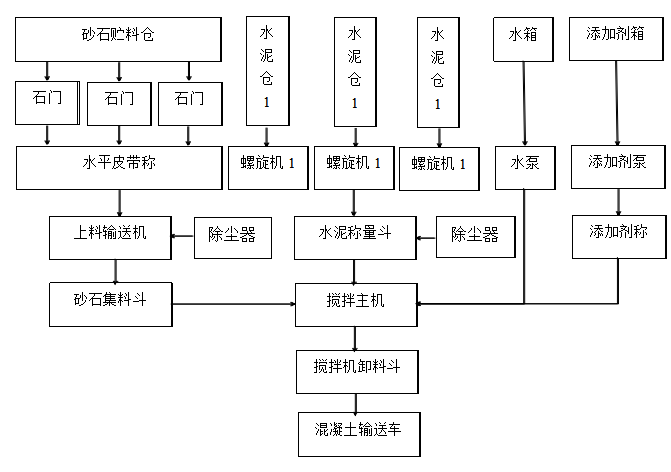 砂石贮料仓
水泥仓1
水泥仓1
水泥仓1
水箱
添加剂箱
石门
石门
石门
水平皮带称
螺旋机1
螺旋机1
螺旋机1
水泵
添加剂泵
上料输送机
除尘器
水泥称量斗
除尘器
添加剂称
砂石集料斗
搅拌主机
搅拌机卸料斗
混凝土输送车